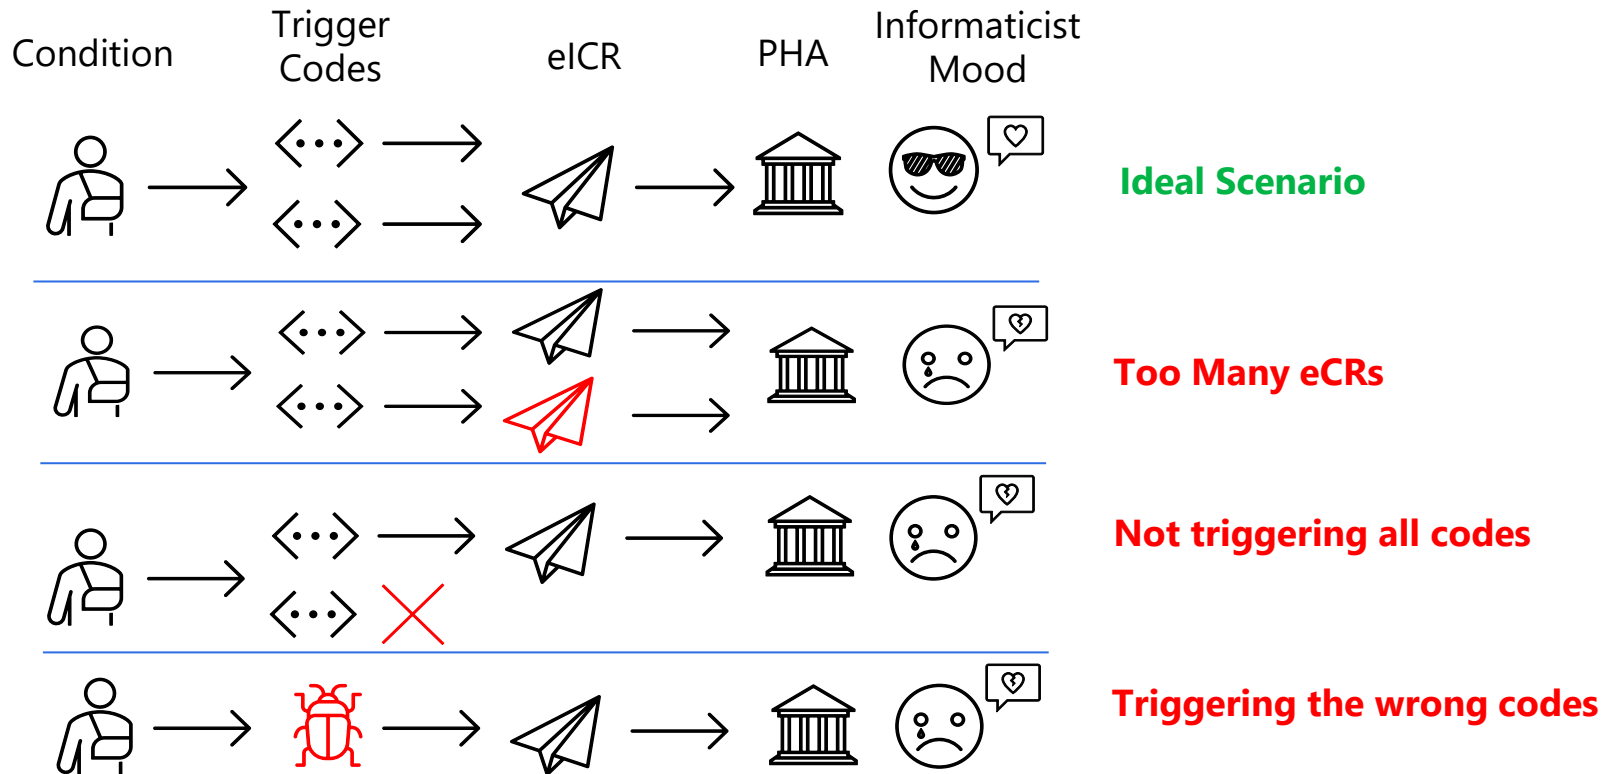 Condition
Trigger
Codes
eICR
PHA
Informaticist
Mood
Ideal Scenario
Too Many eCRs
Not triggering all codes
Triggering the wrong codes